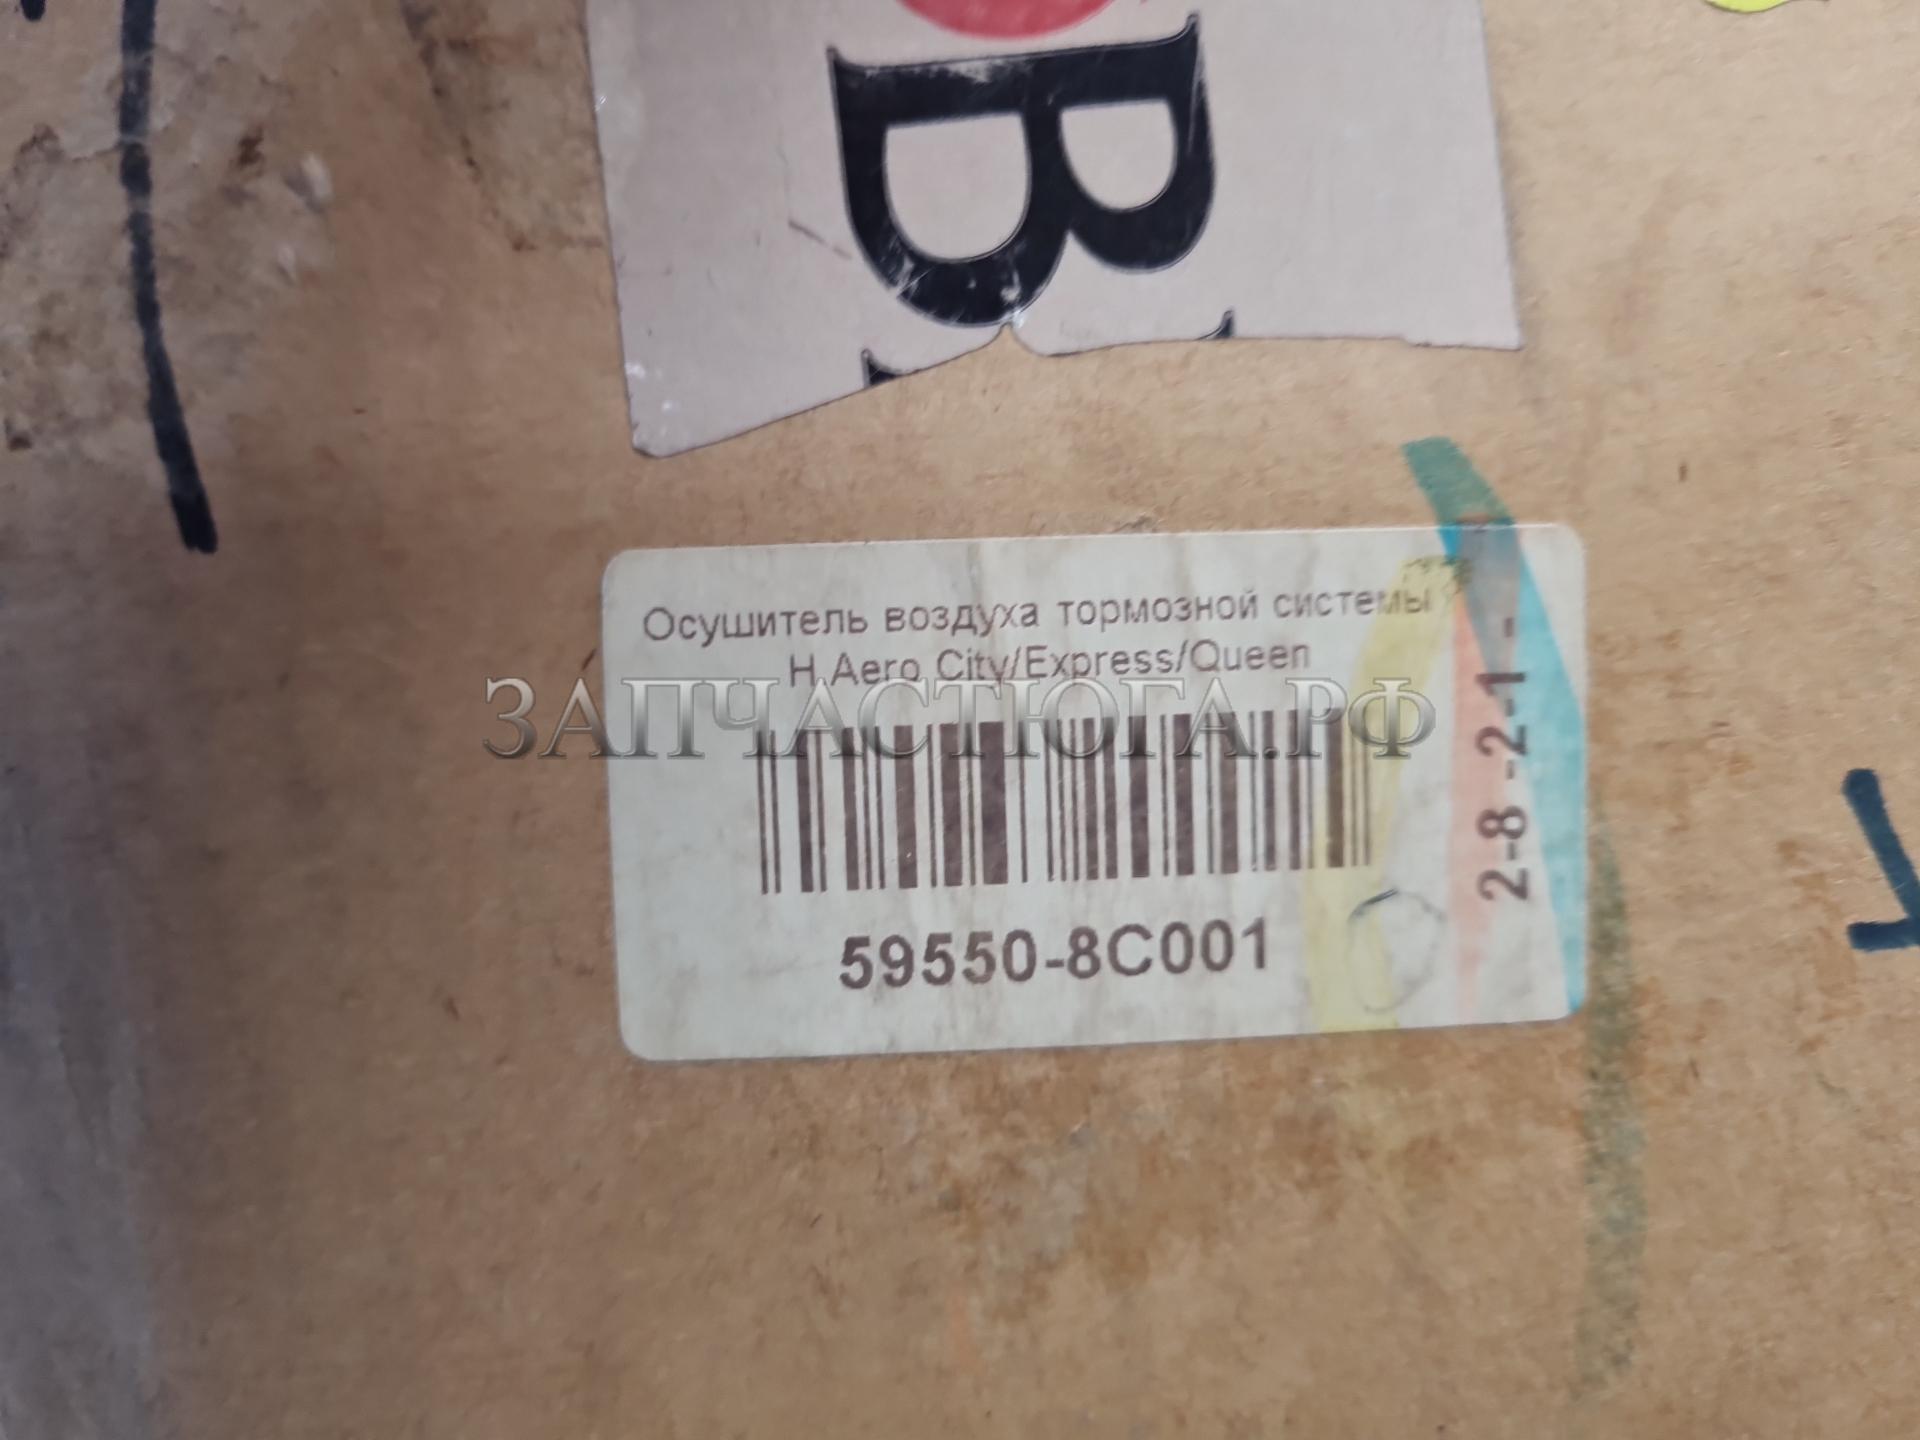 B
Осушитель воздуха тормозной системы
H.Aero City/Express/Queen
ЗАПЧАСТЮГА.РФ
59550-8C001
2-8-2-1-